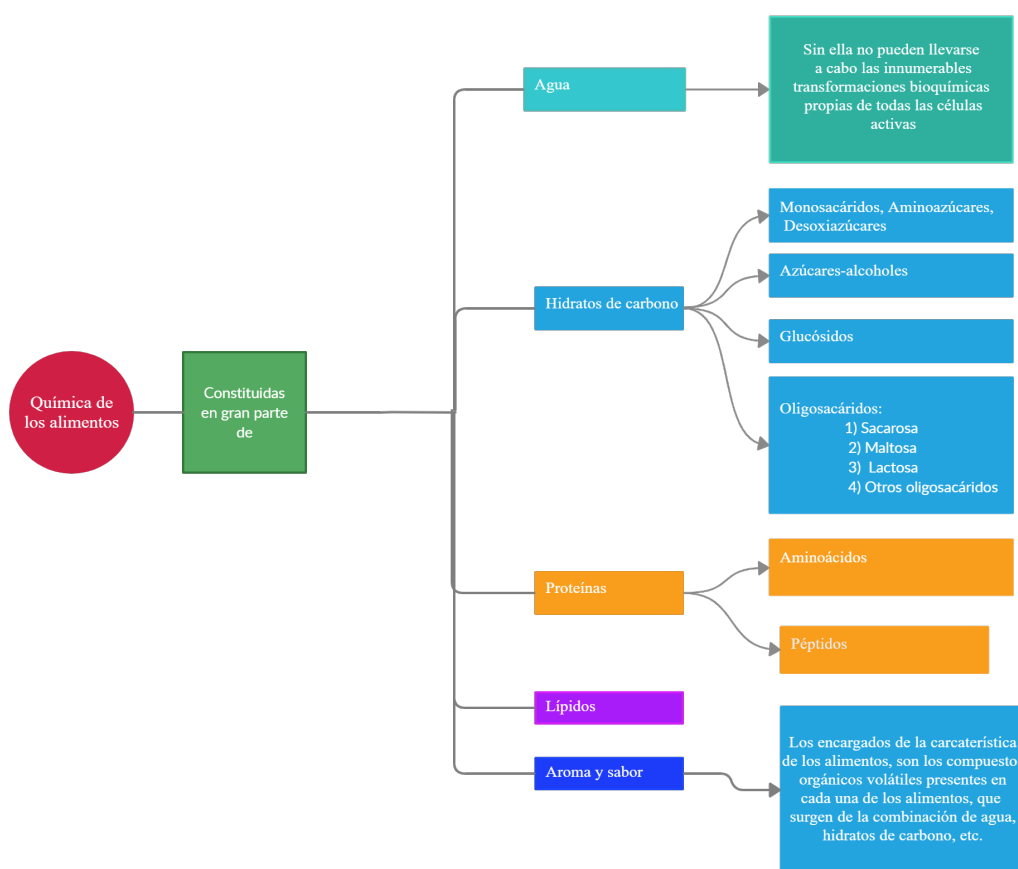 Química de
los alimentos
Constituidas
en gran parte
de
Agua
Sin ella no pueden llevarse
a cabo las innumerables
transformaciones bioquímicas
propias de todas las células
activas
Hidratos de carbono
Monosacáridos, Aminoazúcares,
Desoxiazúcares
Azúcares-alcoholes
Glucósidos
Oligosacáridos:
1) Sacarosa
2) Maltosa
3) Lactosa
4) Otros oligosacáridos
Proteínas
Aminoácidos
Péptidos
Lípidos
Aroma y sabor
Los encargados de la carcaterística
de los alimentos, son los compuesto
orgánicos volátiles presentes en
cada una de los alimentos, que
surgen de la combinación de agua,
hidratos de carbono, etc.